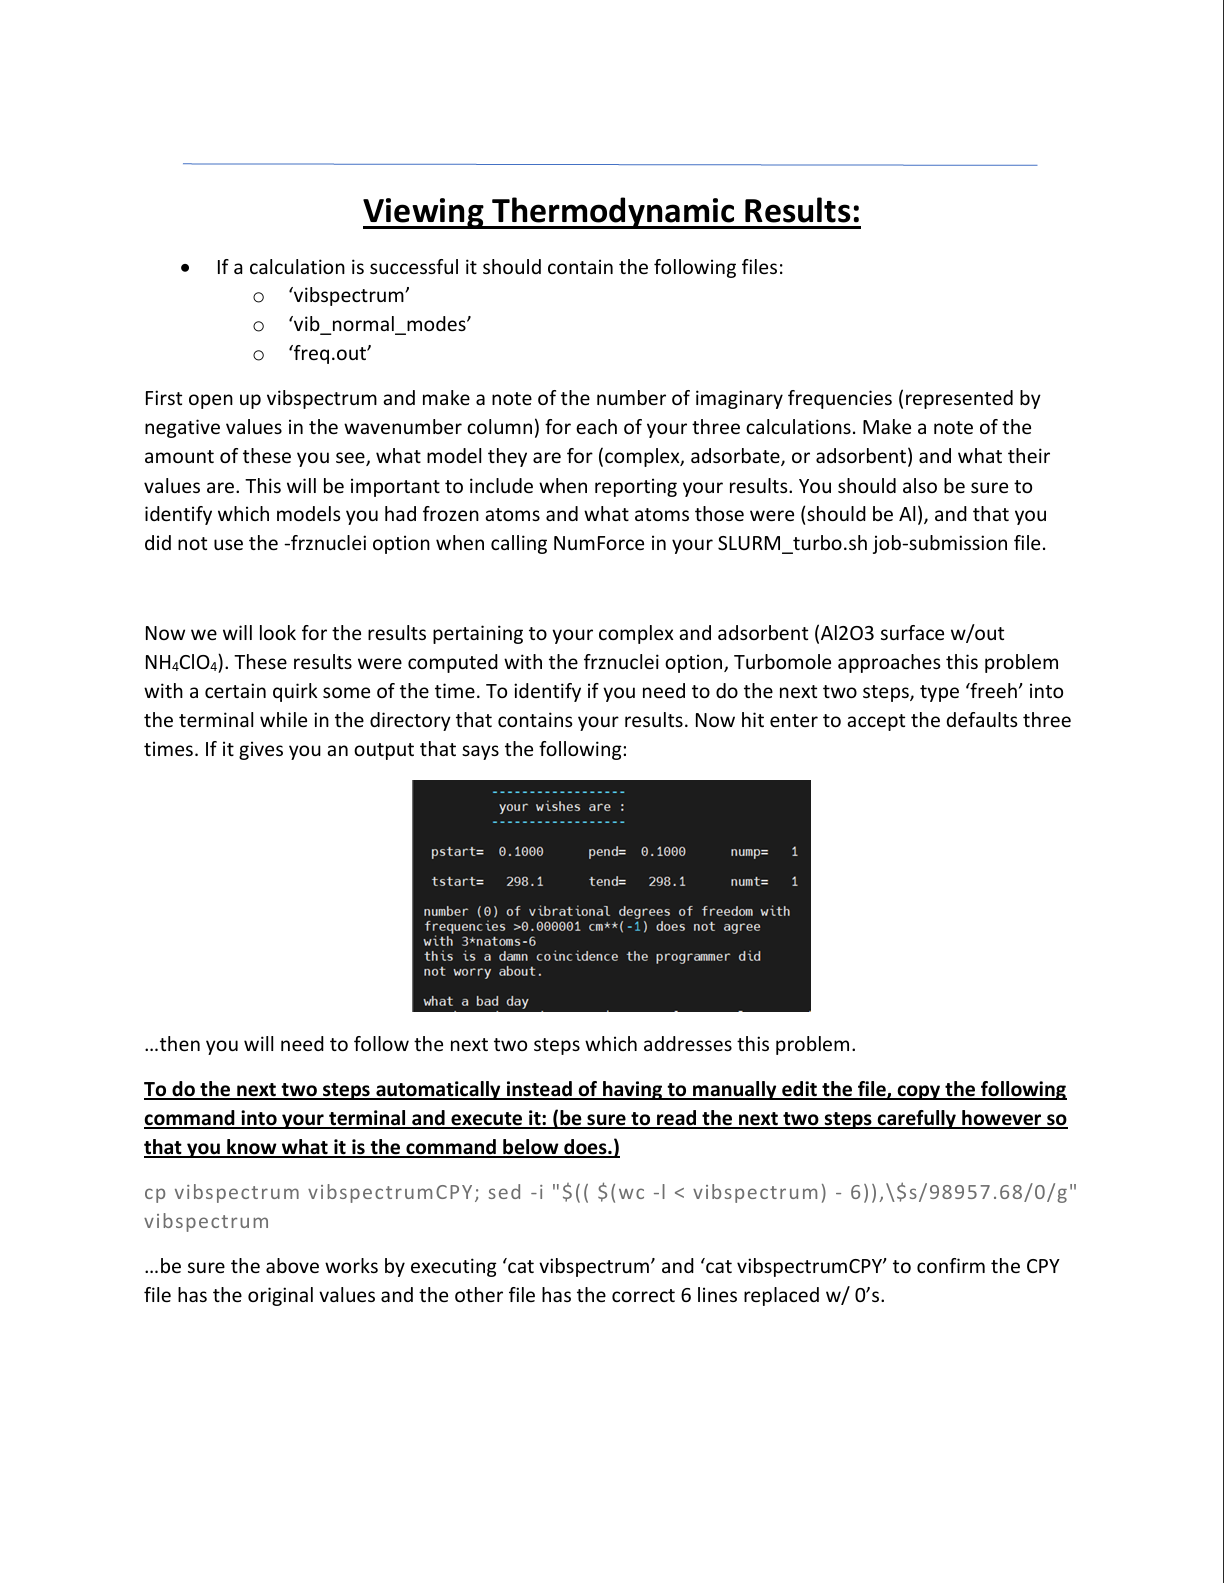 Viewing Thermodynamic Results:
• If a calculation is successful it should contain the following files:
o ‘vibspectrum’
o ‘vib_normal_modes’
o ‘freq.out’
First open up vibspectrum and make a note of the number of imaginary frequencies (represented by
negative values in the wavenumber column) for each of your three calculations. Make a note of the
amount of these you see, what model they are for (complex, adsorbate, or adsorbent) and what their
values are. This will be important to include when reporting your results. You should also be sure to
identify which models you had frozen atoms and what atoms those were (should be Al), and that you
did not use the -frznuclei option when calling NumForce in your SLURM_turbo.sh job-submission file.
Now we will look for the results pertaining to your complex and adsorbent (Al2O3 surface w/out
NH₄ClO₄). These results were computed with the frznuclei option, Turbomole approaches this problem
with a certain quirk some of the time. To identify if you need to do the next two steps, type ‘freeh’ into
the terminal while in the directory that contains your results. Now hit enter to accept the defaults three
times. If it gives you an output that says the following:
------------------
your wishes are :
------------------
pstart= 0.1000 pend= 0.1000 nump= 1
tstart= 298.1 tend= 298.1 numt= 1
number (0) of vibrational degrees of freedom with
frequencies >0.000001 cm**(-1) does not agree
with 3*natoms-6
this is a damn coincidence the programmer did
not worry about.
what a bad day
…then you will need to follow the next two steps which addresses this problem.
To do the next two steps automatically instead of having to manually edit the file, copy the following
command into your terminal and execute it: (be sure to read the next two steps carefully however so
that you know what it is the command below does.)
cp vibspectrum vibspectrumCPY; sed -i "$(( $(wc -l < vibspectrum) - 6)),\$s/98957.68/0/g"
vibspectrum
…be sure the above works by executing ‘cat vibspectrum’ and ‘cat vibspectrumCPY’ to confirm the CPY
file has the original values and the other file has the correct 6 lines replaced w/ 0’s.